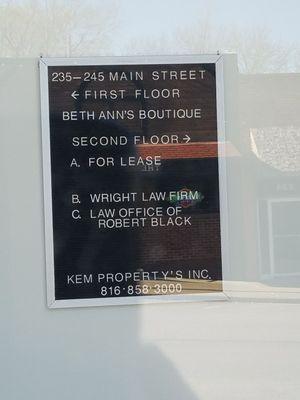 235-245 MAIN STREET
← FIRST FLOOR
BETH ANN'S BOUTIQUE
SECOND FLOOR →
A. FOR LEASE
B. WRIGHT LAW FIRM
C. LAW OFFICE OF
ROBERT BLACK
KEM PROPERTY'S INC.
816·858·3000